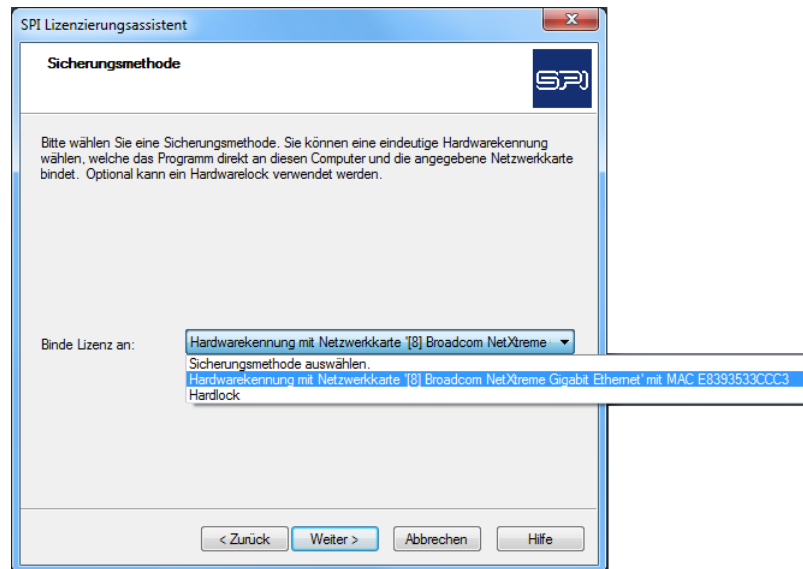 SPI Lizenzierungsassistent
Sicherungsmethode
SPI
Bitte wählen Sie eine Sicherungsmethode. Sie können eine eindeutige Hardwarekennung
wählen, welche das Programm direkt an diesen Computer und die angegebene Netzwerkkarte
bindet. Optional kann ein Hardwarelock verwendet werden.
Binde Lizenz an:
Hardwarekennung mit Netzwerkkarte '[8] Broadcom NetXtreme
Sicherungsmethode auswählen.
Hardwarekennung mit Netzwerkkarte '[8] Broadcom NetXtreme Gigabit Ethernet' mit MAC E8393533CCC3
Hardlock
< Zurück
Weiter >
Abbrechen
Hilfe